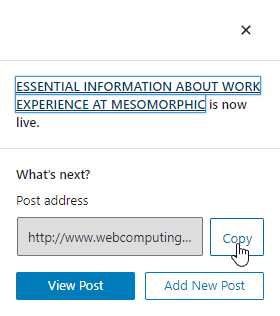 ESSENTIAL INFORMATION ABOUT WORK
EXPERIENCE AT MESOMORPHIC is now
live.
What's next?
Post address
http://www.webcomputing... Copy
View Post Add New Post